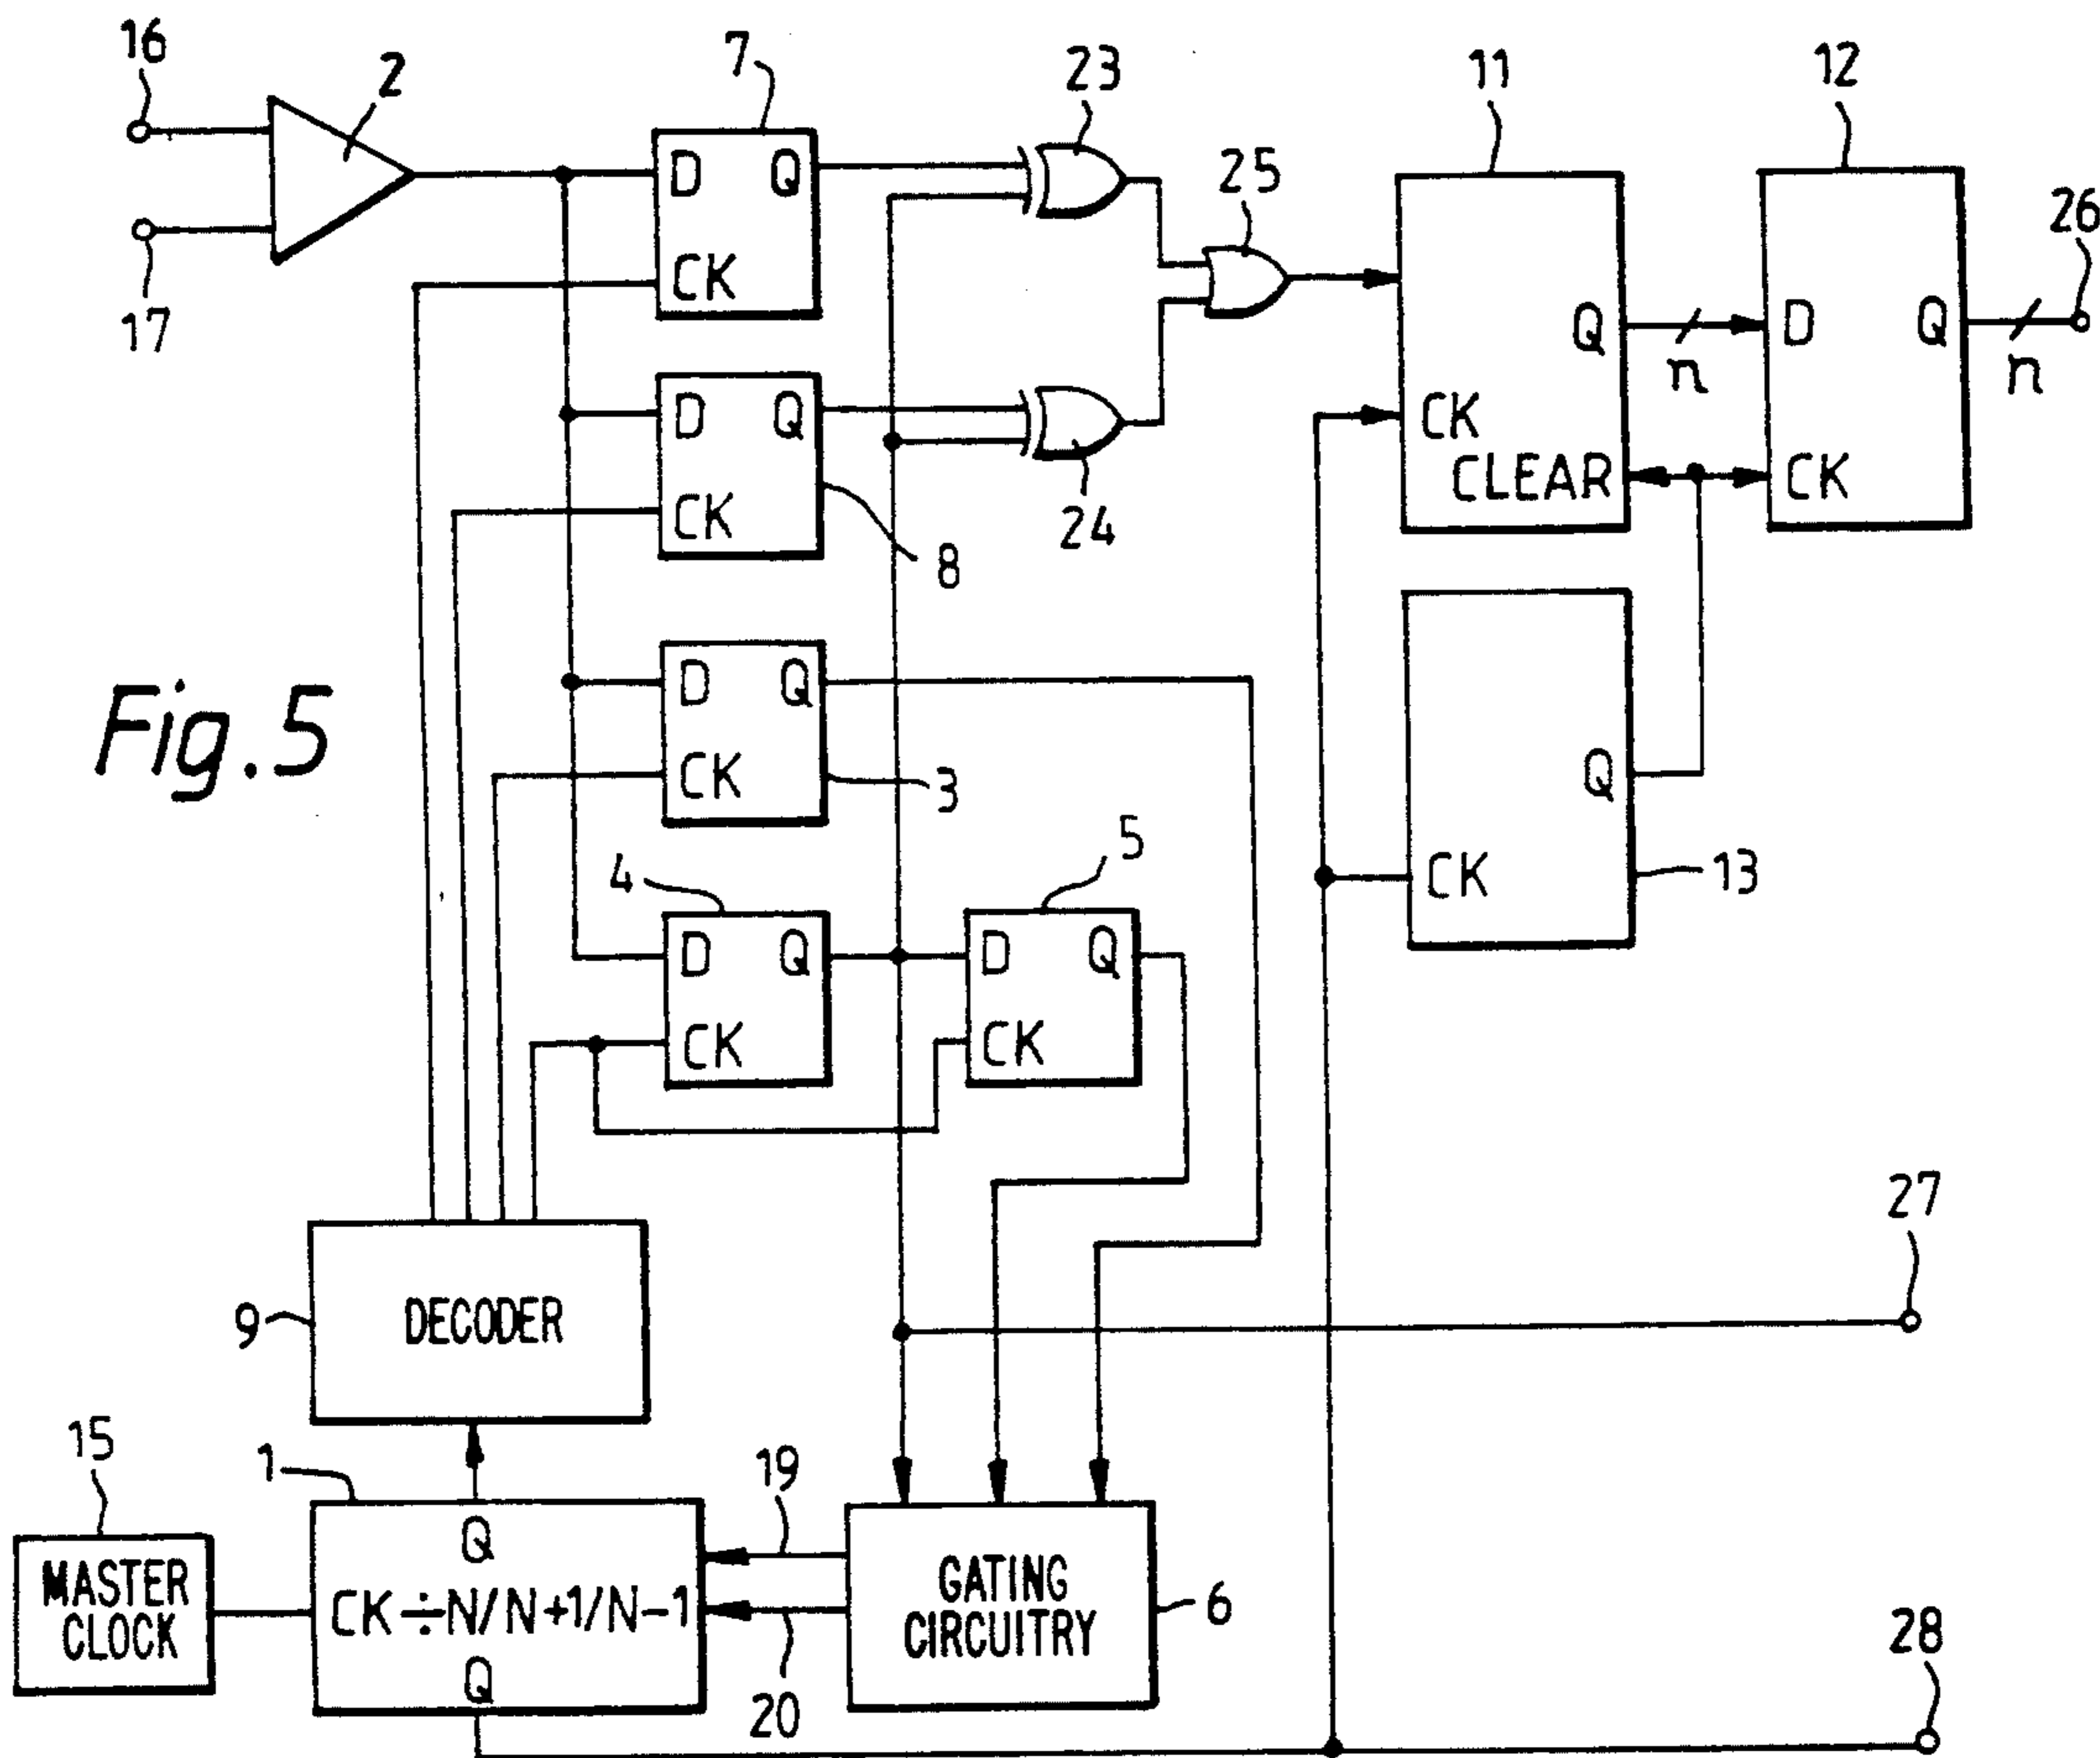 16
2
7
23
11
12
D Q
25
26
17
CK
Q
D Q
n
n
D Q
CK
CK
CLEAR
CK
24
8
Fig. 5
D Q
CK
3
Q
4
5
CK
13
D Q
D Q
CK
CK
27
9
DECODER
15
1
19
Q
MASTER
CLOCK
CK÷N/N+1/N-1
GATING
CIRCUITRY
6
28
Q
20